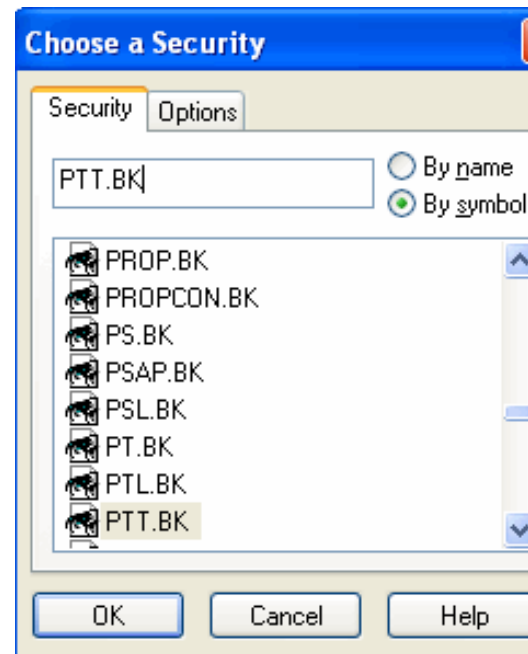 Choose a Security
Security Options
PTT.BK
By name
By symbol
PROP.BK
PROPCON.BK
PS.BK
PSAP.BK
PSL.BK
PT.BK
PTL.BK
PTT.BK
OK Cancel Help